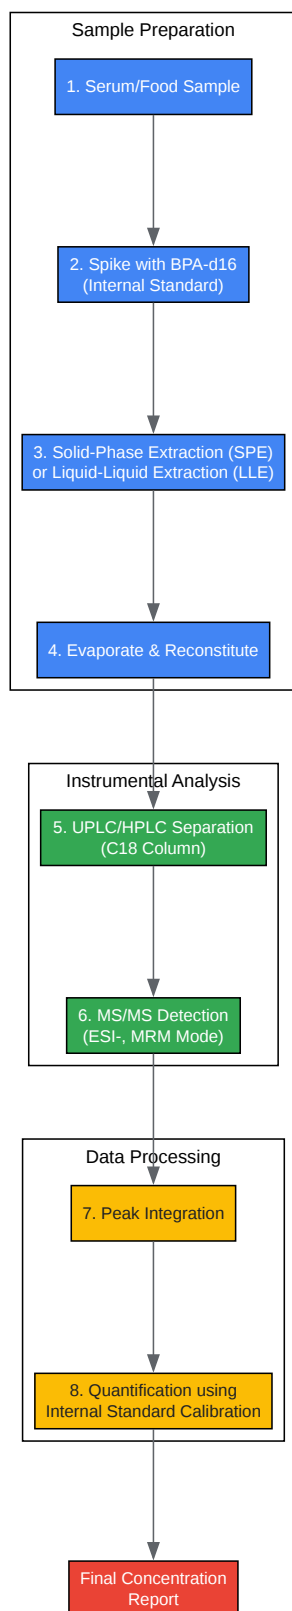 Sample Preparation
1. Serum/Food Sample
2. Spike with BPA-d16
(Internal Standard)
3. Solid-Phase Extraction (SPE)
or Liquid-Liquid Extraction (LLE)
4. Evaporate & Reconstitute
Instrumental Analysis
5. UPLC/HPLC Separation
(C18 Column)
6. MS/MS Detection
(ESI-, MRM Mode)
Data Processing
7. Peak Integration
8. Quantification using
Internal Standard Calibration
Final Concentration
Report